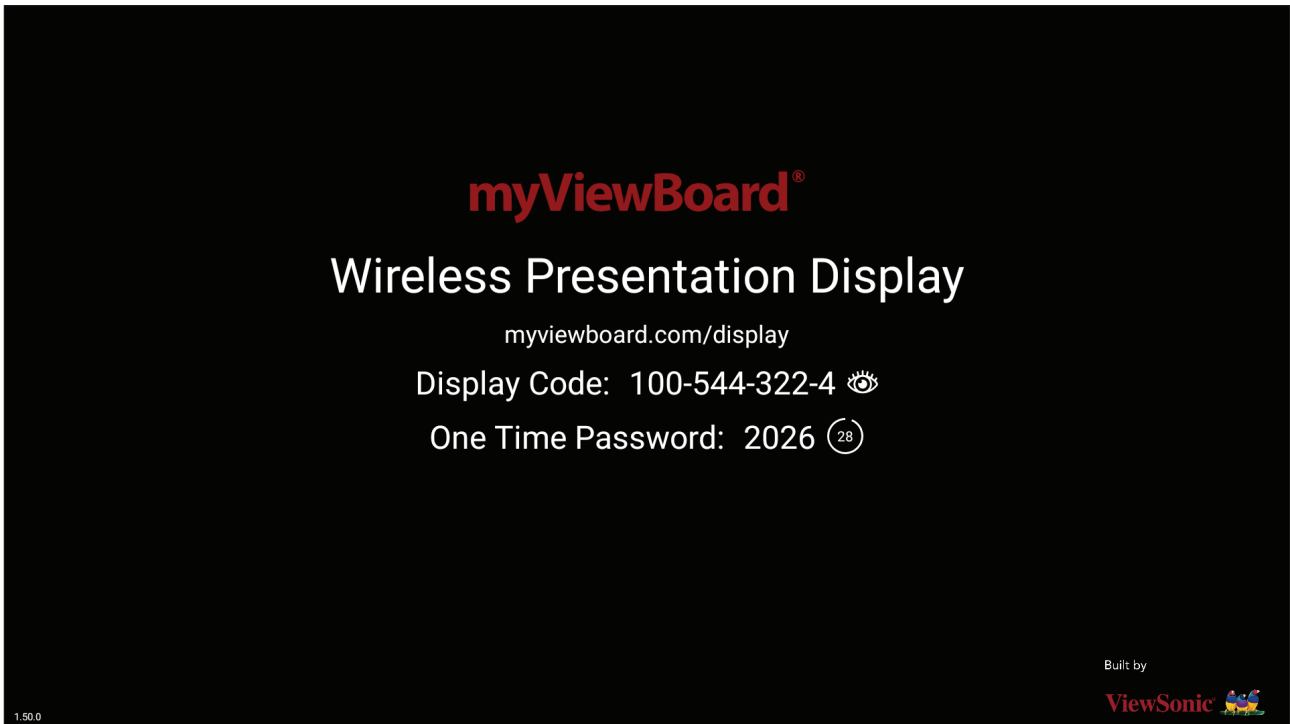 myViewBoard®
Wireless Presentation Display
myviewboard.com/display
Display Code: 100-544-322-4
One Time Password: 2026 28
Built by
ViewSonic
1.50.0